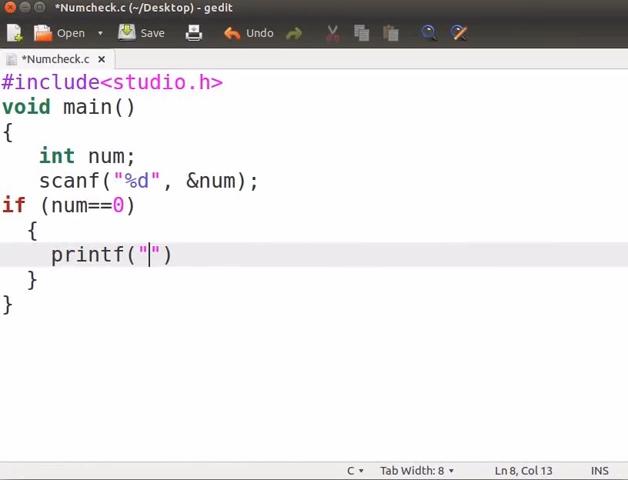 *Numcheck.c (~/Desktop) - gedit
Open Save Undo
*Numcheck.c ×
#include<studio.h>
void main()
{
int num;
scanf("%d", &num);
if (num==0)
{
printf("")
}
}
C Tab Width: 8 Ln 8, Col 13 INS